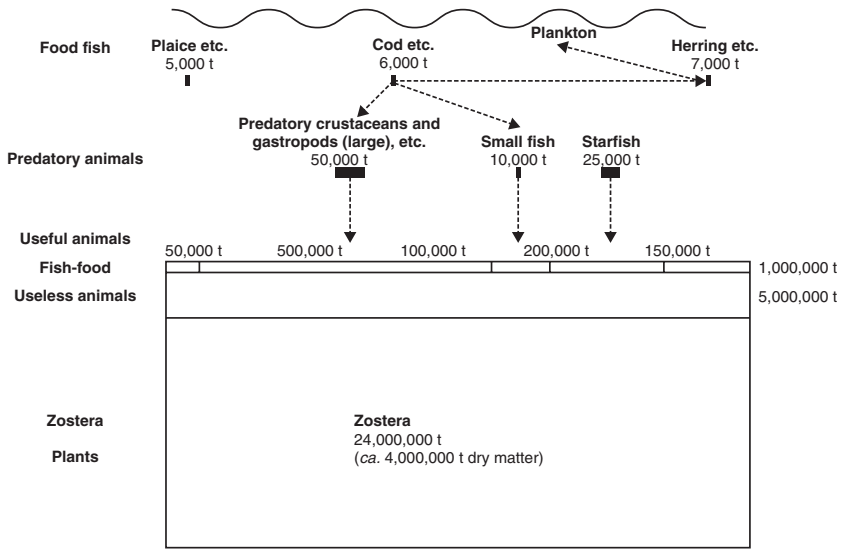 Plankton
Food fish
Plaice etc.
5,000 t
Cod etc.
6,000 t
Herring etc.
7,000 t
Predatory crustaceans and
gastropods (large), etc.
50,000 t
Small fish
10,000 t
Starfish
25,000 t
Predatory animals
Useful animals
50,000 t 500,000 t 100,000 t 200,000 t 150,000 t
Fish-food
1,000,000 t
Useless animals
5,000,000 t
Zostera
Plants
Zostera
24,000,000 t
(ca. 4,000,000 t dry matter)